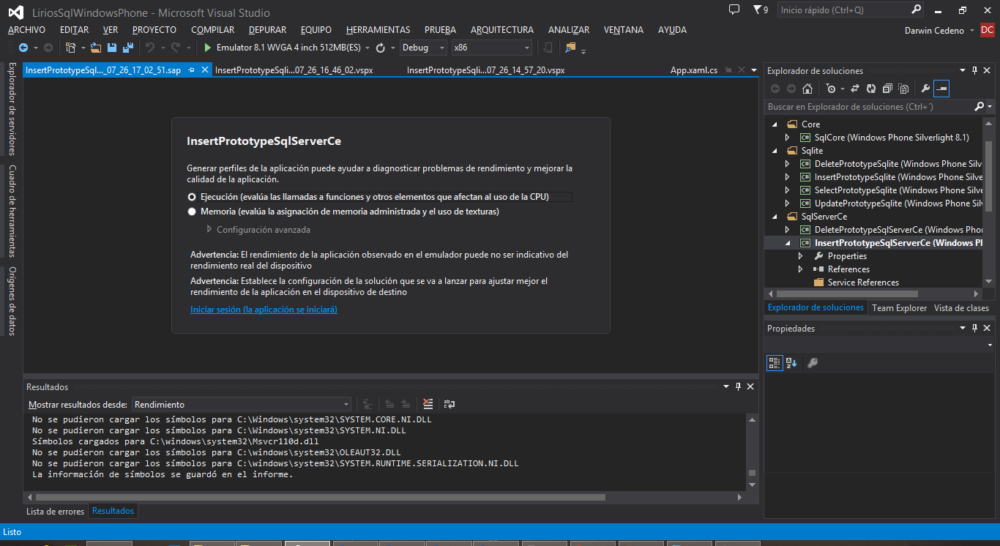 LiriosSqlWindowsPhone - Microsoft Visual Studio
9
Inicio rápido (Ctrl+Q)
ARCHIVO EDITAR VER PROYECTO COMPILAR DEPURAR EQUIPO HERRAMIENTAS PRUEBA ARQUITECTURA ANALIZAR VENTANA AYUDA
Darwin Cedeno
DC
Emulator 8.1 WVGA 4 inch 512MB(ES)
Debug
x86
Explorador de servidores
Cuadro de herramientas
Orígenes de datos
InsertPrototypeSql..._07_26_17_02_51.sap
InsertPrototypeSqli...07_26_16_46_02.vspx
InsertPrototypeSqli...07_26_14_57_20.vspx
App.xaml.cs
InsertPrototypeSqlServerCe
Generar perfiles de la aplicación puede ayudar a diagnosticar problemas de rendimiento y mejorar la
calidad de la aplicación.
Ejecución (evalúa las llamadas a funciones y otros elementos que afectan al uso de la CPU)
Memoria (evalúa la asignación de memoria administrada y el uso de texturas)
Configuración avanzada
Advertencia: El rendimiento de la aplicación observado en el emulador puede no ser indicativo del
rendimiento real del dispositivo
Advertencia: Establece la configuración de la solución que se va a lanzar para ajustar mejor el
rendimiento de la aplicación en el dispositivo de destino
Iniciar sesión (la aplicación se iniciará)
Resultados
Mostrar resultados desde: Rendimiento
No se pudieron cargar los símbolos para C:\Windows\system32\SYSTEM.CORE.NI.DLL
No se pudieron cargar los símbolos para C:\Windows\system32\SYSTEM.NI.DLL
Símbolos cargados para C:\windows\system32\Msvcr110d.dll
No se pudieron cargar los símbolos para C:\windows\system32\OLEAUT32.DLL
No se pudieron cargar los símbolos para C:\windows\system32\SYSTEM.RUNTIME.SERIALIZATION.NI.DLL
La información de símbolos se guardó en el informe.
Lista de errores
Resultados
Explorador de soluciones
Buscar en Explorador de soluciones (Ctrl+´)
Core
C# SqlCore (Windows Phone Silverlight 8.1)
Sqlite
C# DeletePrototypeSqlite (Windows Phone Silv
C# InsertPrototypeSqlite (Windows Phone Silve
C# SelectPrototypeSqlite (Windows Phone Silve
C# UpdatePrototypeSqlite (Windows Phone Silv
SqlServerCe
C# DeletePrototypeSqlServerCe (Windows Phon
C# InsertPrototypeSqlServerCe (Windows Pl
Properties
References
Service References
Explorador de soluciones
Team Explorer
Vista de clases
Propiedades
Listo